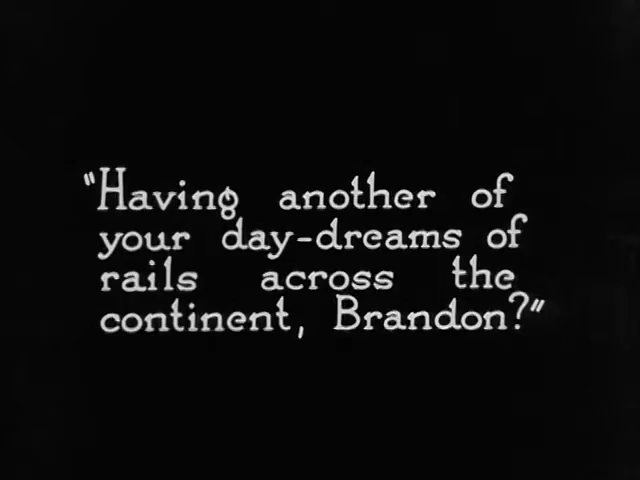 "Having another of
your day-dreams of
rails across the
continent, Brandon?"